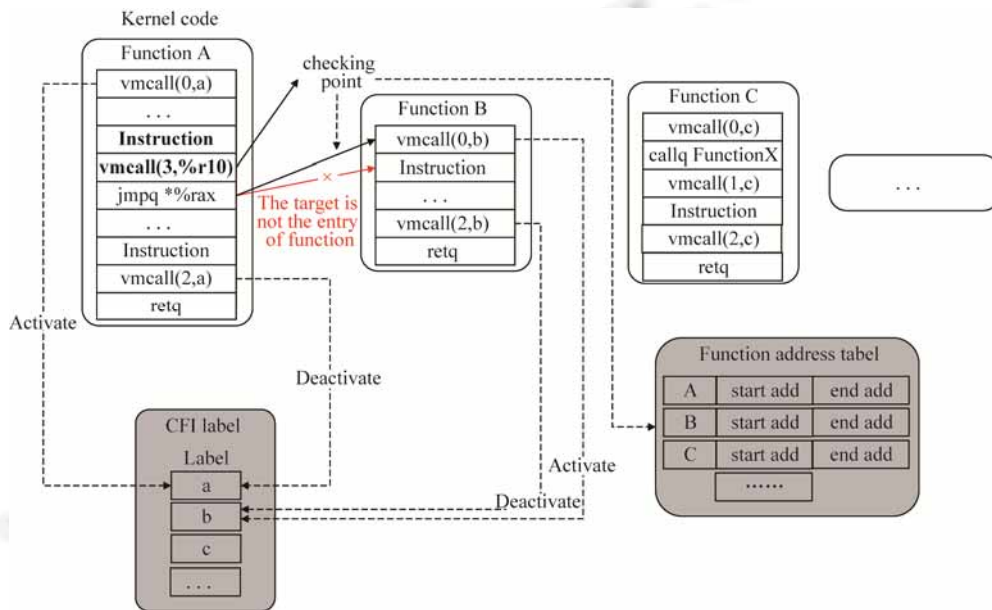 Kernel code
Function A
vmcall(0,a)
...
Instruction
vmcall(3,%r10)
jmpq *%rax
...
Instruction
vmcall(2,a)
retq
checking
point
×
The target is
not the entry
of function
Function B
vmcall(0,b)
Instruction
...
vmcall(2,b)
retq
Function C
vmcall(0,c)
callq FunctionX
vmcall(1,c)
Instruction
vmcall(2,c)
retq
...
Activate
Deactivate
Activate
Deactivate
CFI label
Label
a
b
c
...
Function address tabel
A start add end add
B start add end add
C start add end add
······